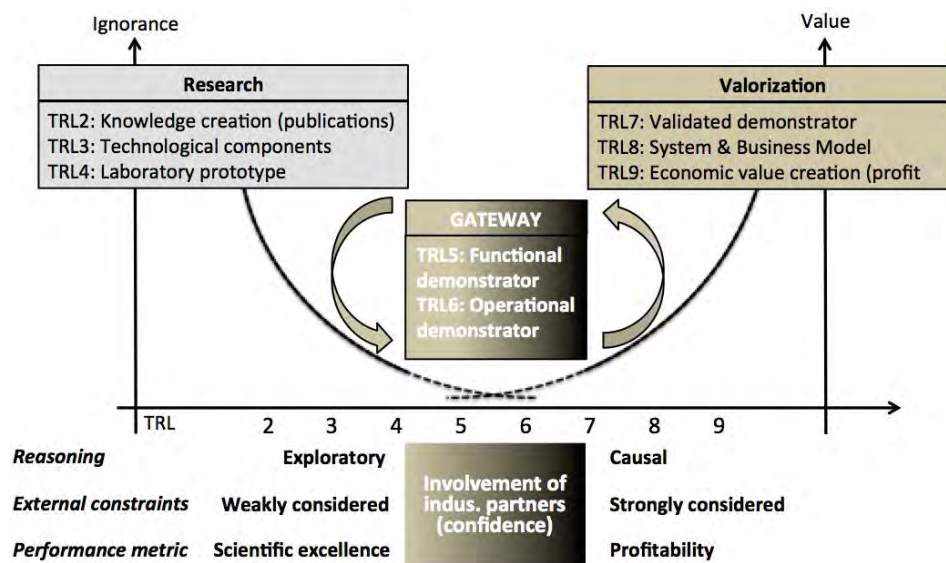 Ignorance
Value
Research
TRL2: Knowledge creation (publications)
TRL3: Technological components
TRL4: Laboratory prototype
Valorization
TRL7: Validated demonstrator
TRL8: System & Business Model
TRL9: Economic value creation (profit
GATEWAY
TRL5: Functional
demonstrator
TRL6: Operational
demonstrator
TRL 2 3 4 5 6 7 8 9
Reasoning Exploratory Causal
External constraints Weakly considered Strongly considered
Performance metric Scientific excellence Profitability
Involvement of
indus. partners
(confidence)